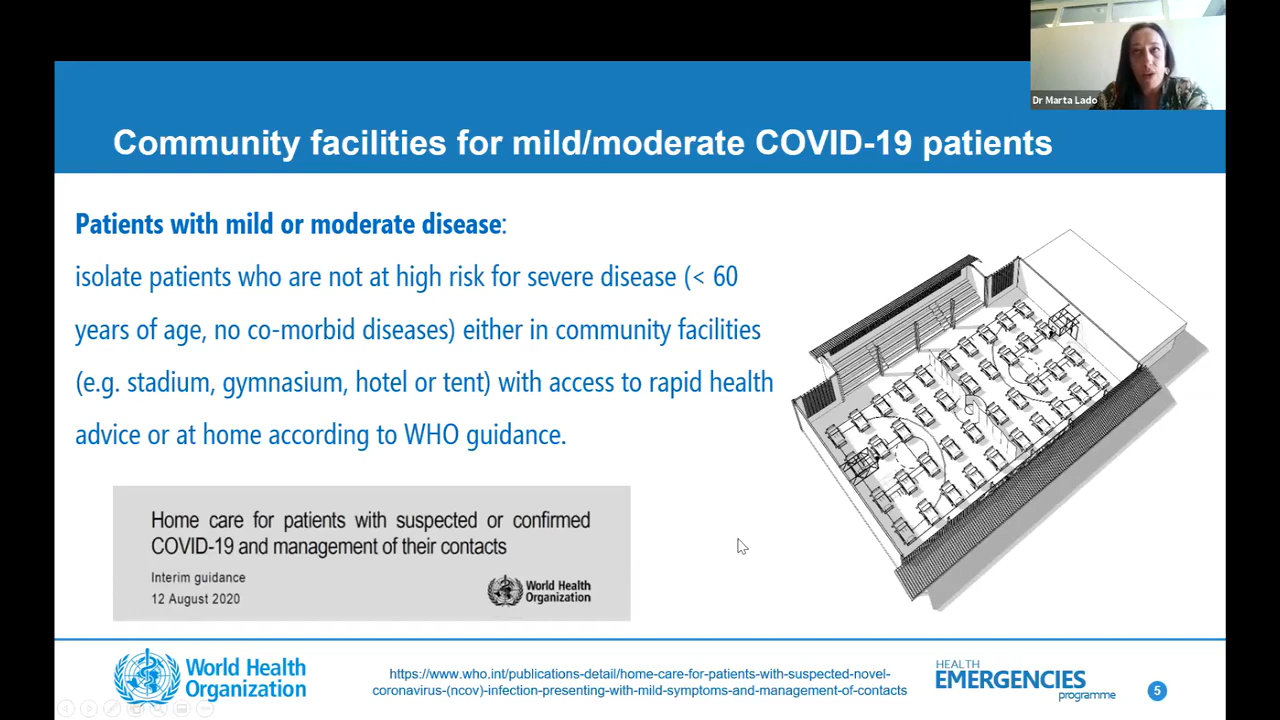 Dr Marta Lado
Community facilities for mild/moderate COVID-19 patients
Patients with mild or moderate disease:
isolate patients who are not at high risk for severe disease (< 60
years of age, no co-morbid diseases) either in community facilities
(e.g. stadium, gymnasium, hotel or tent) with access to rapid health
advice or at home according to WHO guidance.
Home care for patients with suspected or confirmed
COVID-19 and management of their contacts
Interim guidance
12 August 2020
World Health
Organization
World Health
Organization
https://www.who.int/publications-detail/home-care-for-patients-with-suspected-novel-
coronavirus-(ncov)-infection-presenting-with-mild-symptoms-and-management-of-contacts
HEALTH
EMERGENCIES
programme
5